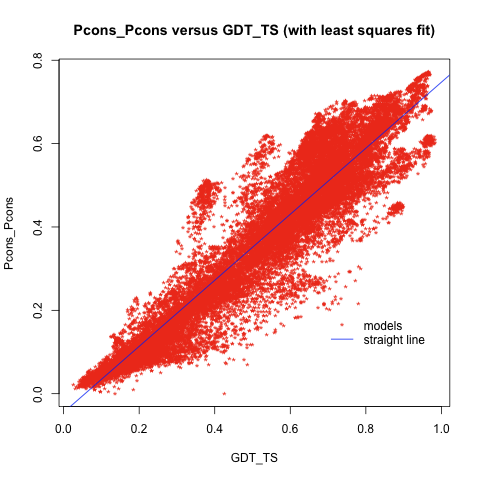 Pcons_Pcons versus GDT_TS (with least squares fit)
Pcons_Pcons
0.8
0.6
0.4
0.2
0.0
models
straight line
0.0 0.2 0.4 0.6 0.8 1.0
GDT_TS